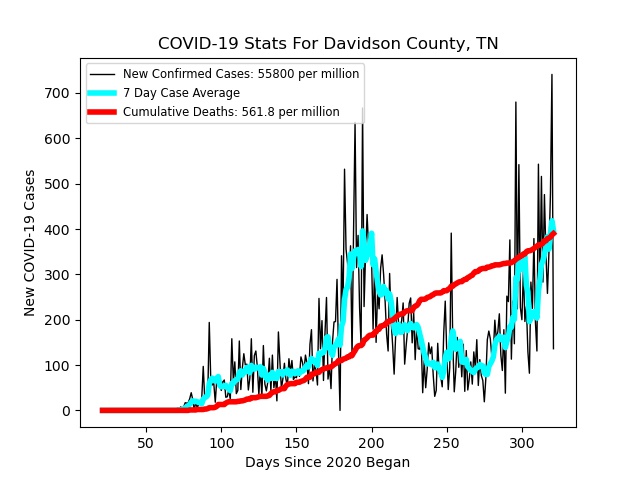 COVID-19 Stats For Davidson County, TN
New Confirmed Cases: 55800 per million
7 Day Case Average
Cumulative Deaths: 561.8 per million
New COVID-19 Cases
700
600
500
400
300
200
100
0
50 100 150 200 250 300
Days Since 2020 Began